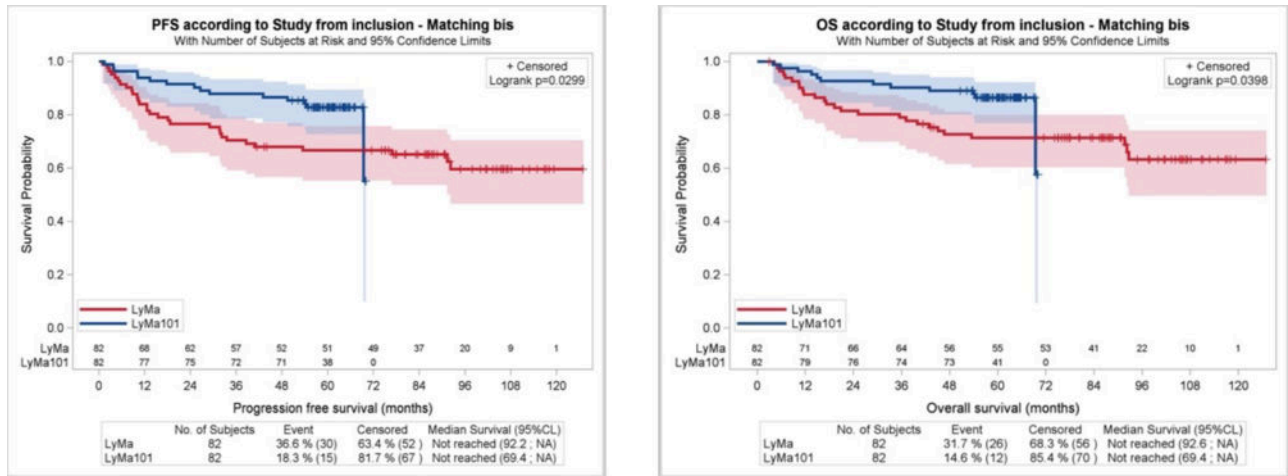 PFS according to Study from inclusion - Matching bis
With Number of Subjects at Risk and 95% Confidence Limits
+ Censored
Logrank p=0.0299
1.0
0.8
0.6
0.4
0.2
0.0
Survival Probability
LyMa
LyMa101
LyMa 82 68 62 57 52 51 49 37 20 9 1
LyMa101 82 77 75 72 71 38 0
0 12 24 36 48 60 72 84 96 108 120
Progression free survival (months)
No. of Subjects Event Censored Median Survival (95%CL)
LyMa 82 36.6 % (30) 63.4 % (52 ) Not reached (92.2 ; NA)
LyMa101 82 18.3 % (15) 81.7 % (67) Not reached (69.4 ; NA)
OS according to Study from inclusion - Matching bis
With Number of Subjects at Risk and 95% Confidence Limits
+ Censored
Logrank p=0.0398
1.0
0.8
0.6
0.4
0.2
0.0
Survival Probability
LyMa
LyMa101
LyMa 82 71 66 64 56 55 53 41 22 10 1
LyMa101 82 79 76 74 73 41 0
0 12 24 36 48 60 72 84 96 108 120
Overall survival (months)
No. of Subjects Event Censored Median Survival (95%CL)
LyMa 82 31.7 % (26) 68.3 % (56 ) Not reached (92.6 ; NA)
LyMa101 82 14.6 % (12) 85.4 % (70) Not reached (69.4 ; NA)